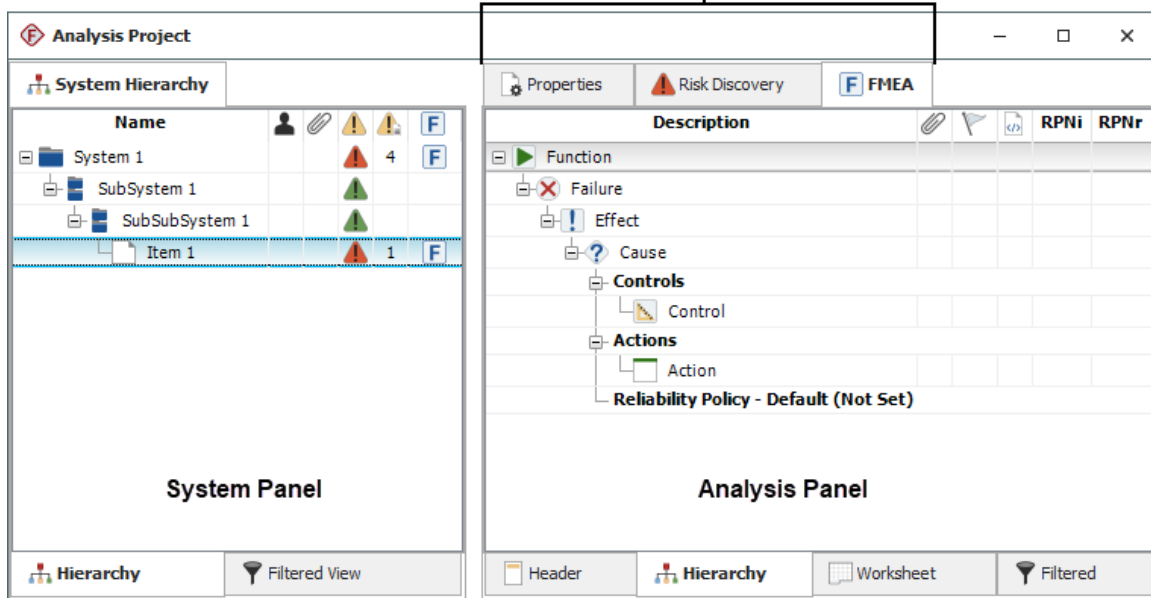 Analysis Project
System Hierarchy
Properties Risk Discovery F FMEA
Name F
Description </> RPNi RPNr
System 1 4 F
Function
SubSystem 1
Failure
SubSubSystem 1
! Effect
Item 1 1 F
? Cause
Controls
Control
Actions
Action
Reliability Policy - Default (Not Set)
System Panel
Analysis Panel
Hierarchy Filtered View
Header Hierarchy Worksheet Filtered